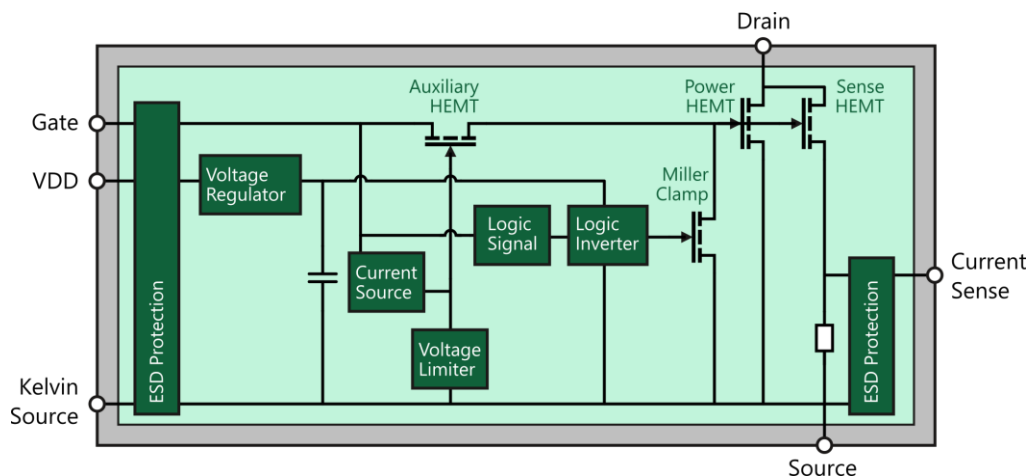 Drain
Auxiliary
HEMT
Power
HEMT
Sense
HEMT
Gate
VDD
Voltage
Regulator
Miller
Clamp
Logic
Signal
Logic
Inverter
Current
Source
Current
Sense
Voltage
Limiter
ESD Protection
ESD Protection
Kelvin
Source
Source